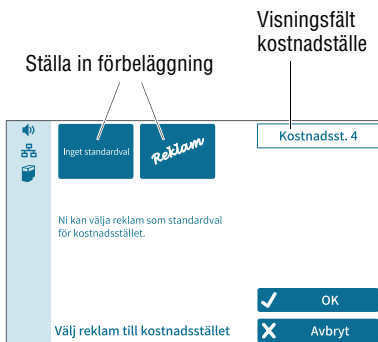 Visningsfält
kostnadställe
Ställa in förbeläggning
Inget standardval
Reklam
Kostnadsst. 4
Ni kan välja reklam som standardval
för kostnadsstället.
OK
Välj reklam till kostnadsstället
Avbryt